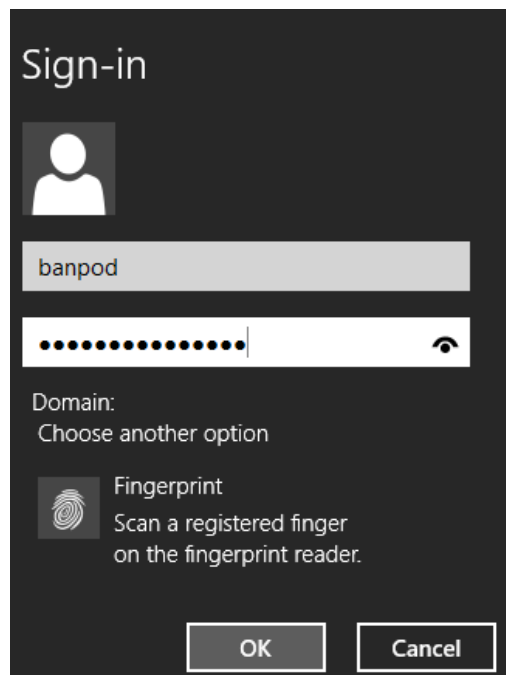 Sign-in
banpod
•••••••••••••••
Domain:
Choose another option
Fingerprint
Scan a registered finger
on the fingerprint reader.
OK
Cancel